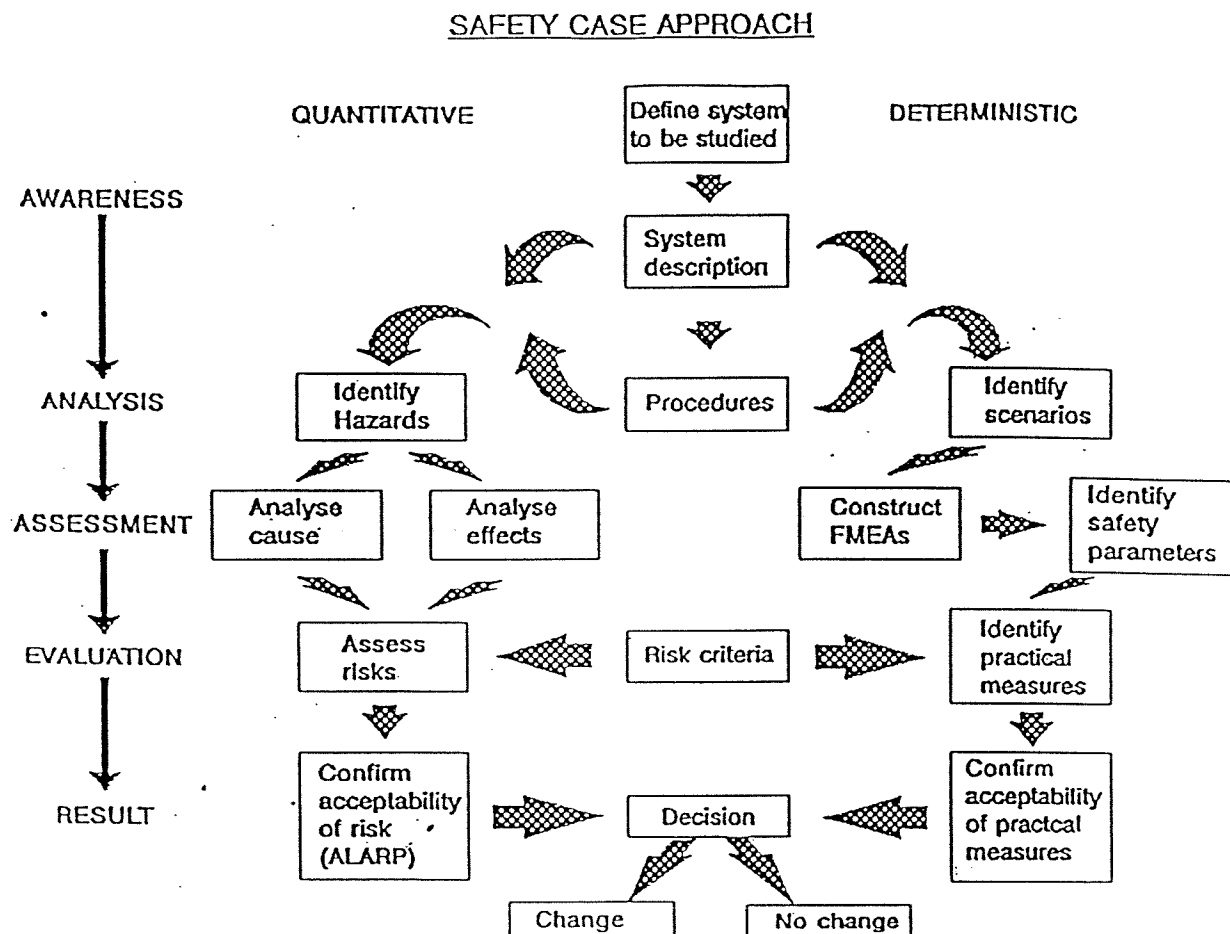 SAFETY CASE APPROACH
QUANTITATIVE
Define system
to be studied
DETERMINISTIC
AWARENESS
System
description
ANALYSIS
Identify
Hazards
Procedures
Identify
scenarios
ASSESSMENT
Analyse
cause
Analyse
effects
Construct
FMEAs
Identify
safety
parameters
EVALUATION
Assess
risks
Risk criteria
Identify
practical
measures
RESULT
Confirm
acceptability
of risk
(ALARP)
Decision
Confirm
acceptability
of practcal
measures
Change
No change